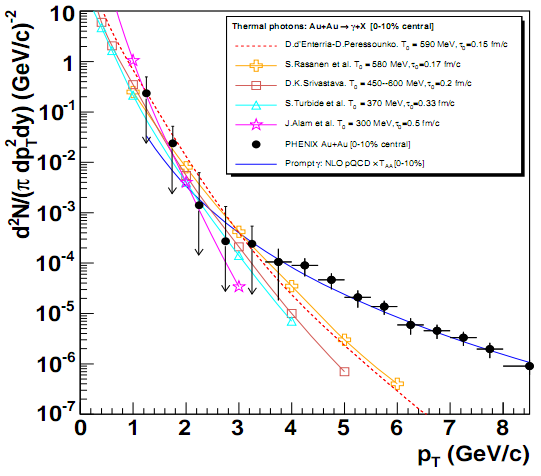 d²N/(π dp²_T dy) (GeV/c)⁻²
1
10⁻¹
10⁻²
10⁻³
10⁻⁴
10⁻⁵
10⁻⁶
10⁻⁷
Thermal photons: Au+Au → γ+X [0-10% central]
D.d'Enterria-D.Peressounko. T₀ = 590 MeV, τ₀=0.15 fm/c
S.Rasanen et al. T₀ = 580 MeV, τ₀=0.17 fm/c
D.K.Srivastava. T₀ = 450--600 MeV, τ₀=0.2 fm/c
S.Turbide et al. T₀ = 370 MeV, τ₀=0.33 fm/c
J.Alam et al. T₀ = 300 MeV, τ₀=0.5 fm/c
PHENIX Au+Au [0-10% central]
Prompt γ: NLO pQCD × T_AA [0-10%]
0 1 2 3 4 5 6 7 8
p_T (GeV/c)